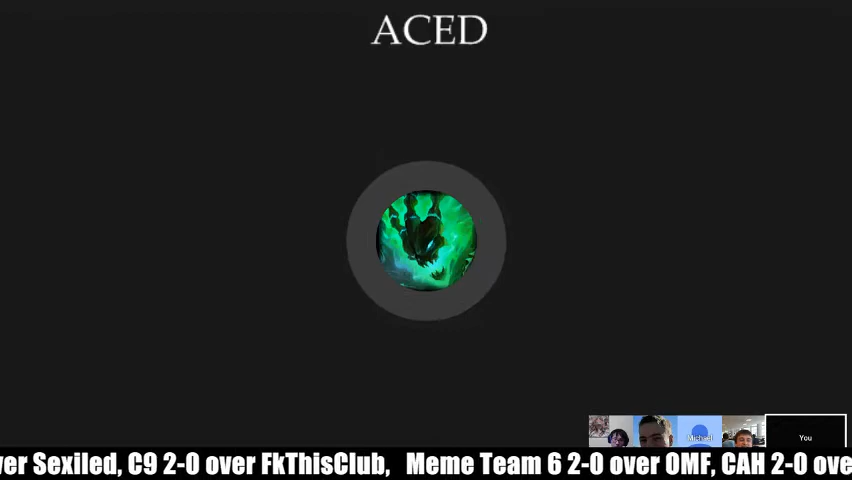 ACED
Michael
You
ver Sexiled, C9 2-0 over FkThisClub, Meme Team 6 2-0 over OMF, CAH 2-0 ove